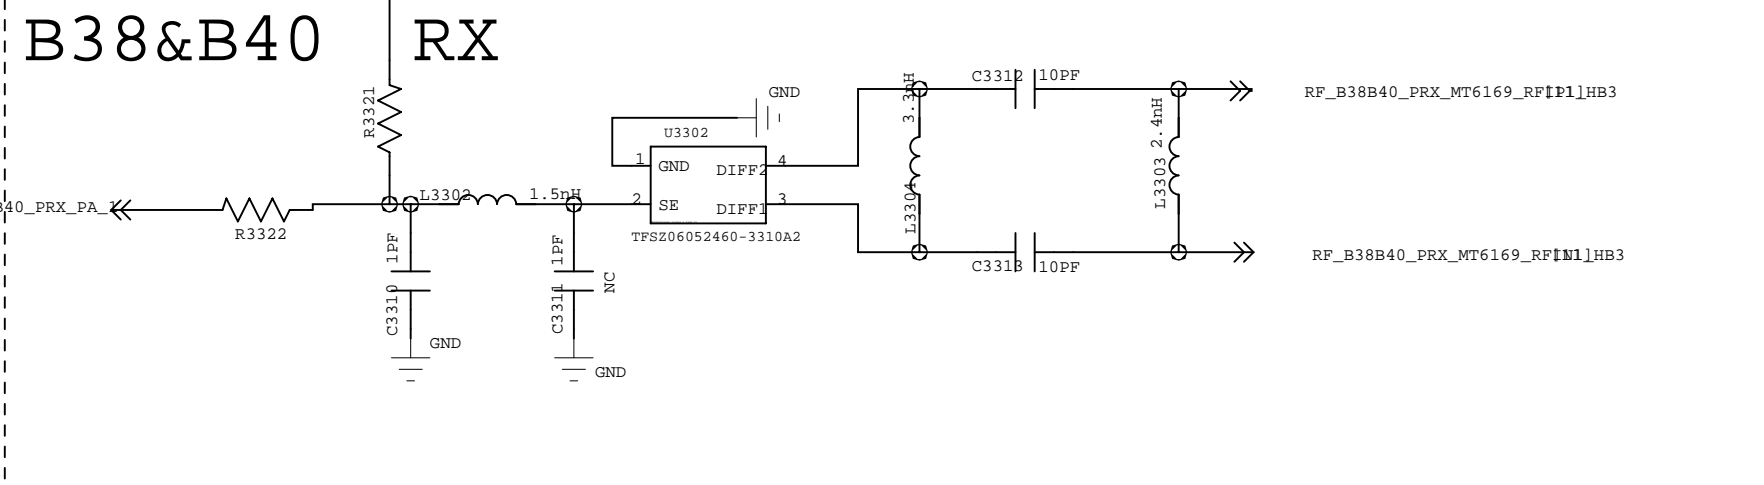 B38&B40 RX
R3321
C3312 10PF
3.3nH
GND
RF_B38B40_PRX_MT6169_RF[P1]_HB3
2.4nH
U3302
1 GND DIFF2 4
L3302 1.5nH
2 SE DIFF1 3
L3304
L3303
B40_PRX_PA_1
R3322
TFSZ06052460-3310A2
1PF
1PF
C3313 10PF
RF_B38B40_PRX_MT6169_RF[N1]_HB3
C3310
C3311
NC
GND
GND